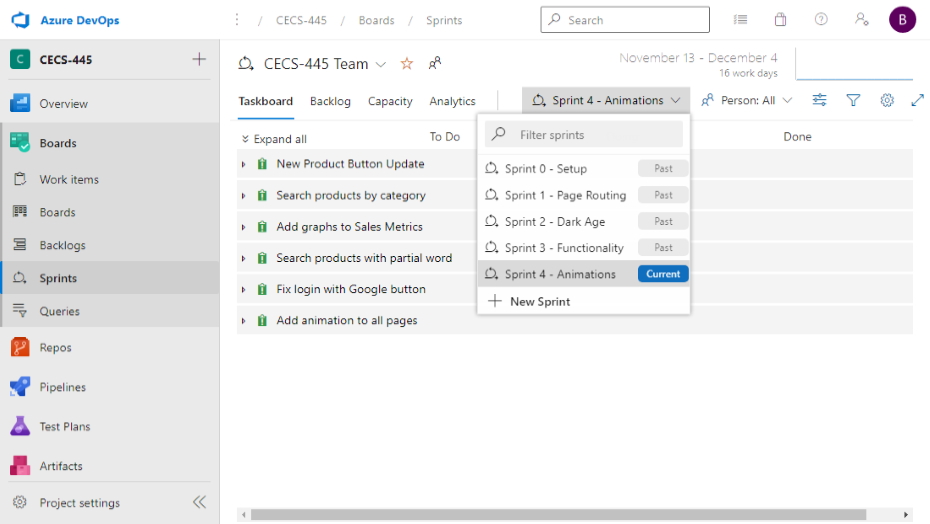 Azure DevOps
/ CECS-445 / Boards / Sprints
Search
B
C CECS-445
Overview
Boards
Work items
Boards
Backlogs
Sprints
Queries
Repos
Pipelines
Test Plans
Artifacts
Project settings
CECS-445 Team
November 13 - December 4
16 work days
Taskboard Backlog Capacity Analytics
Sprint 4 - Animations
Person: All
Expand all
To Do
Done
New Product Button Update
Search products by category
Add graphs to Sales Metrics
Search products with partial word
Fix login with Google button
Add animation to all pages
Filter sprints
Sprint 0 - Setup Past
Sprint 1 - Page Routing Past
Sprint 2 - Dark Age Past
Sprint 3 - Functionality Past
Sprint 4 - Animations Current
New Sprint